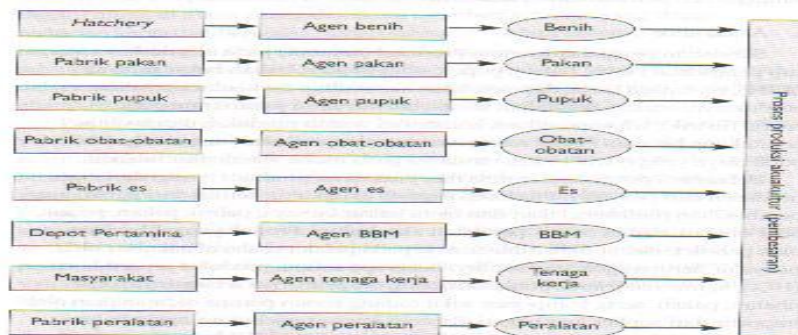 Hatchery Agen benih Benih
Pabrik pakan Agen pakan Pakan
Pabrik pupuk Agen pupuk Pupuk
Pabrik obat-obatan Agen obat-obatan Obat-
obatan
Pabrik es Agen es Es
Depot Pertamina Agen BBM BBM
Masyarakat Agen tenaga kerja Tenaga
kerja
Pabrik peralatan Agen peralatan Peralatan
Proses produksi akuakultur (pembesaran)